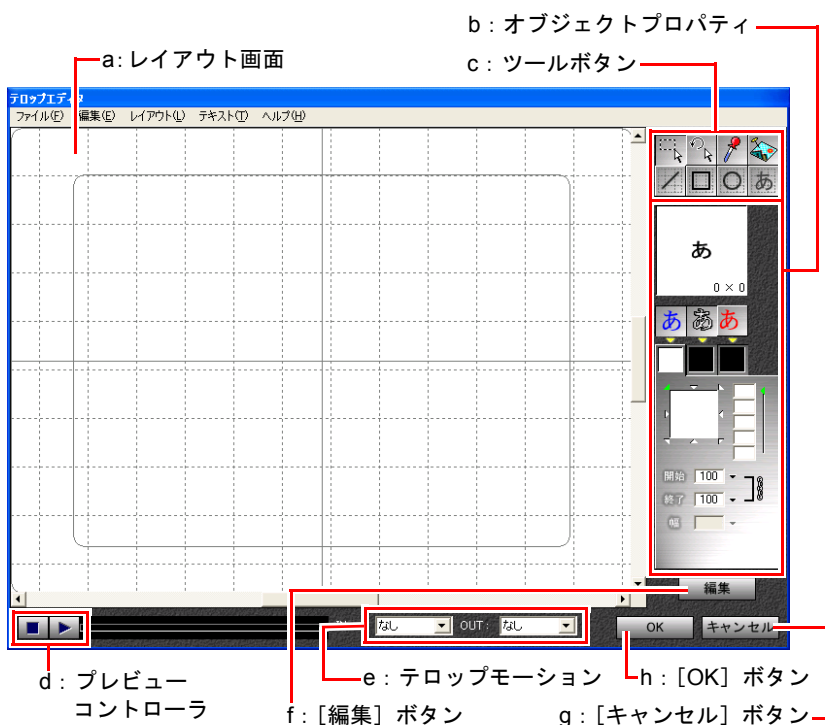 b：オブジェクトプロパティ
a：レイアウト画面
c：ツールボタン
テロップエディタ
ファイル(F) 編集(E) レイアウト(L) テキスト(T) ヘルプ(H)
あ
あ
0 × 0
あ あ あ
開始 100
終了 100
幅
編集
なし OUT: なし
OK キャンセル
e：テロップモーション
h：［OK］ボタン
d：プレビュー
コントローラ
f：［編集］ボタン
g：［キャンセル］ボタン